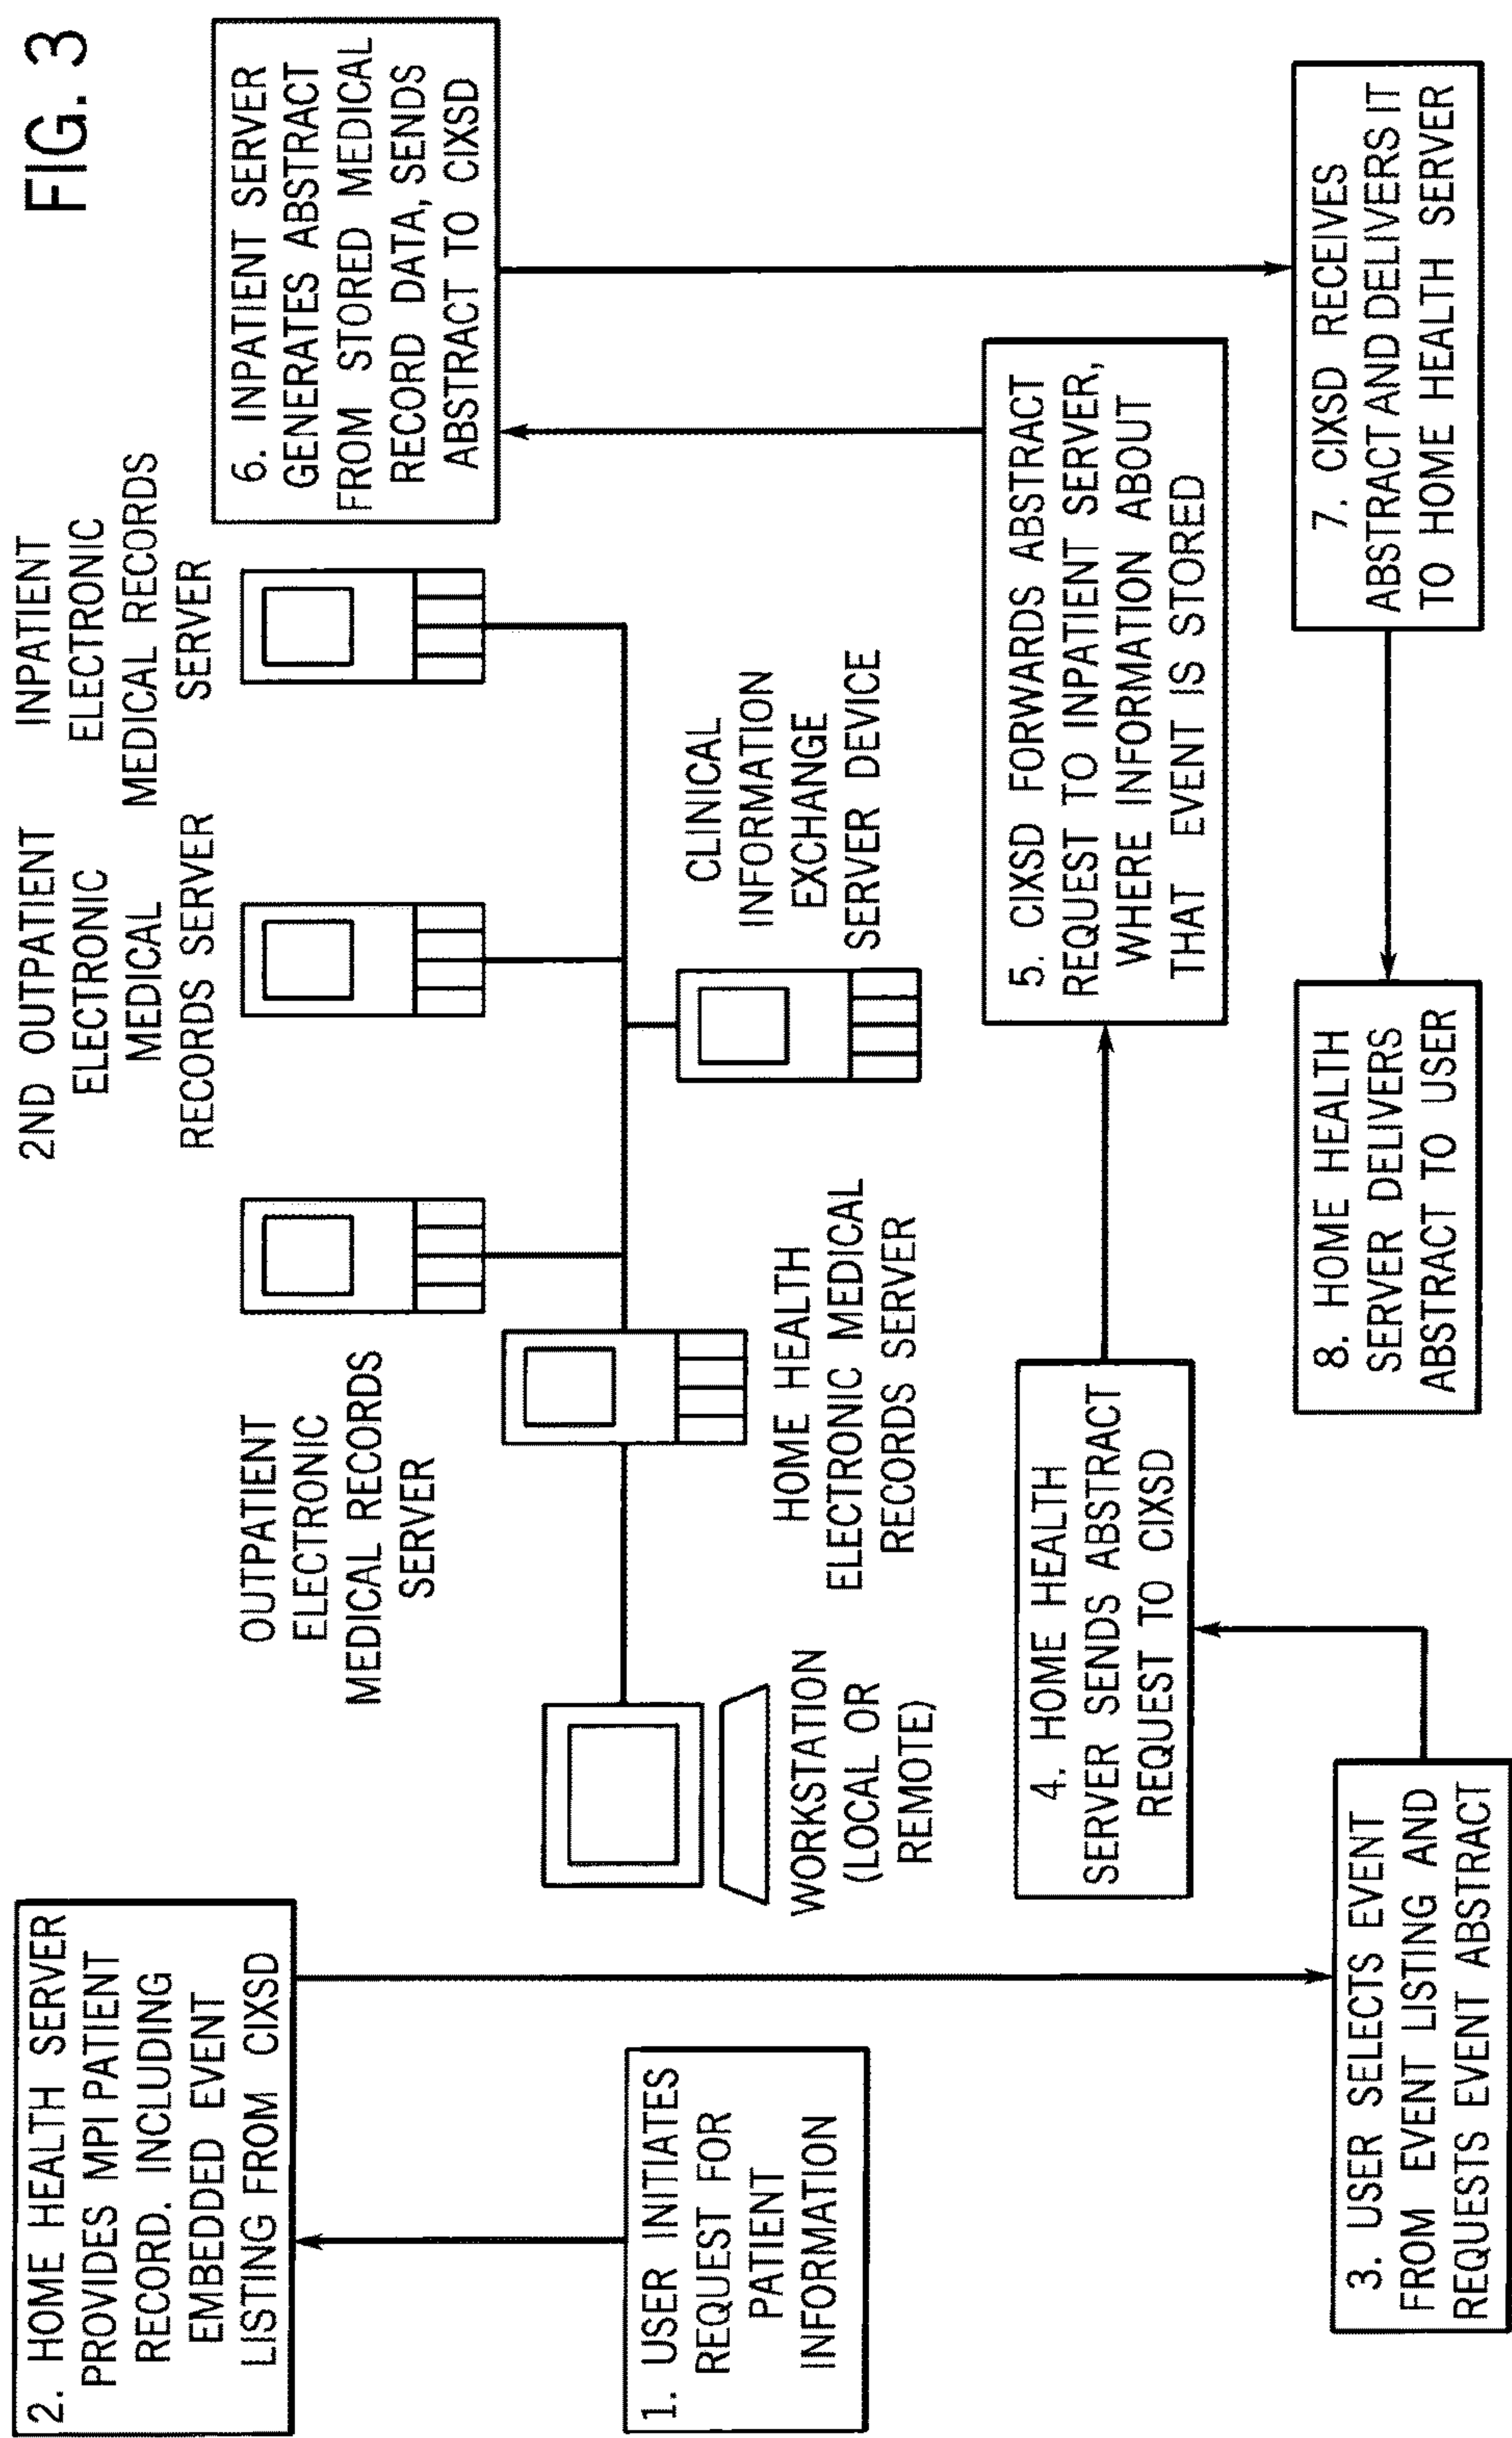 FIG. 3
2. HOME HEALTH SERVER
PROVIDES MPI PATIENT
RECORD. INCLUDING
EMBEDDED EVENT
LISTING FROM CIXSD
1. USER INITIATES
REQUEST FOR
PATIENT
INFORMATION
3. USER SELECTS EVENT
FROM EVENT LISTING AND
REQUESTS EVENT ABSTRACT
WORKSTATION
(LOCAL OR
REMOTE)
OUTPATIENT
ELECTRONIC
MEDICAL RECORDS
SERVER
HOME HEALTH
ELECTRONIC MEDICAL
RECORDS SERVER
2ND OUTPATIENT
ELECTRONIC
MEDICAL
RECORDS SERVER
INPATIENT
ELECTRONIC
MEDICAL RECORDS
SERVER
CLINICAL
INFORMATION
EXCHANGE
SERVER DEVICE
4. HOME HEALTH
SERVER SENDS ABSTRACT
REQUEST TO CIXSD
5. CIXSD FORWARDS ABSTRACT
REQUEST TO INPATIENT SERVER,
WHERE INFORMATION ABOUT
THAT EVENT IS STORED
6. INPATIENT SERVER
GENERATES ABSTRACT
FROM STORED MEDICAL
RECORD DATA, SENDS
ABSTRACT TO CIXSD
7. CIXSD RECEIVES
ABSTRACT AND DELIVERS IT
TO HOME HEALTH SERVER
8. HOME HEALTH
SERVER DELIVERS
ABSTRACT TO USER